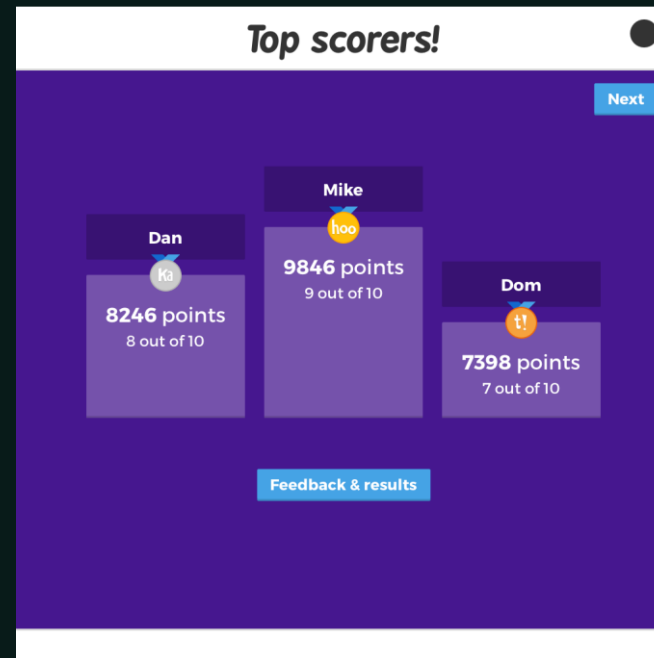 Top scorers!
Next
Mike
hoo
9846 points
9 out of 10
Dan
Ka
8246 points
8 out of 10
Dom
t!
7398 points
7 out of 10
Feedback & results